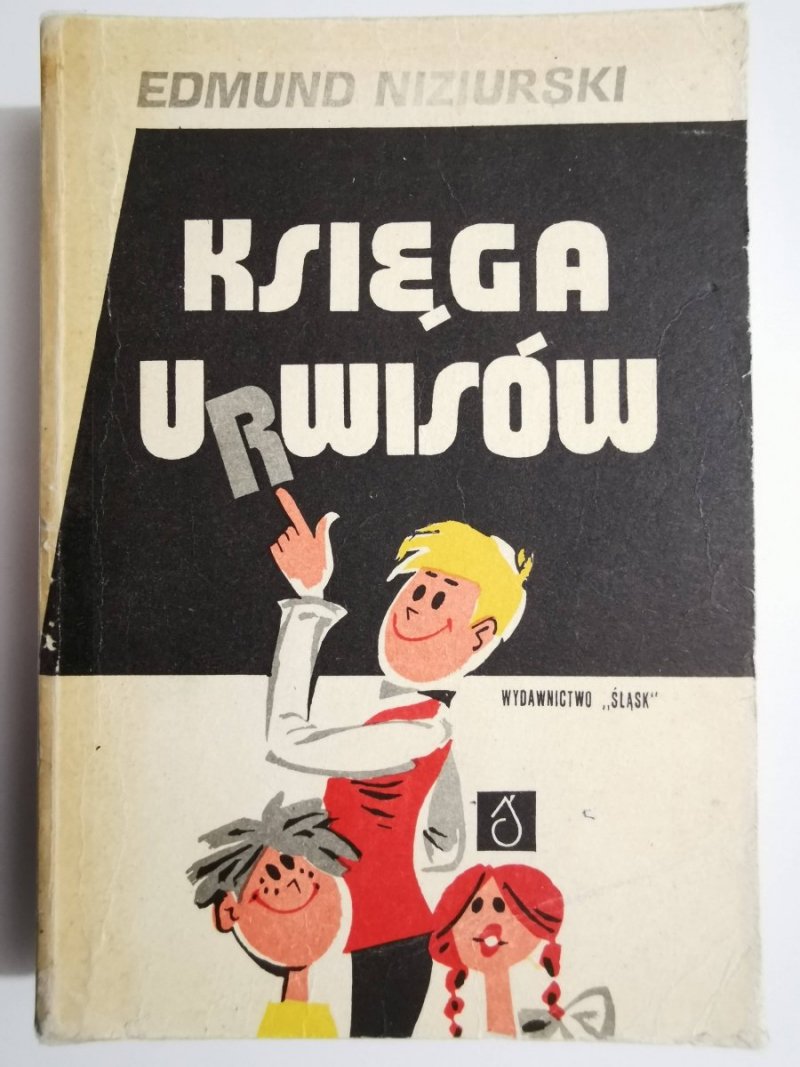 EDMUND NIZIURSKI
KSIĘGA
URWISÓW
WYDAWNICTWO „ŚLĄSK"